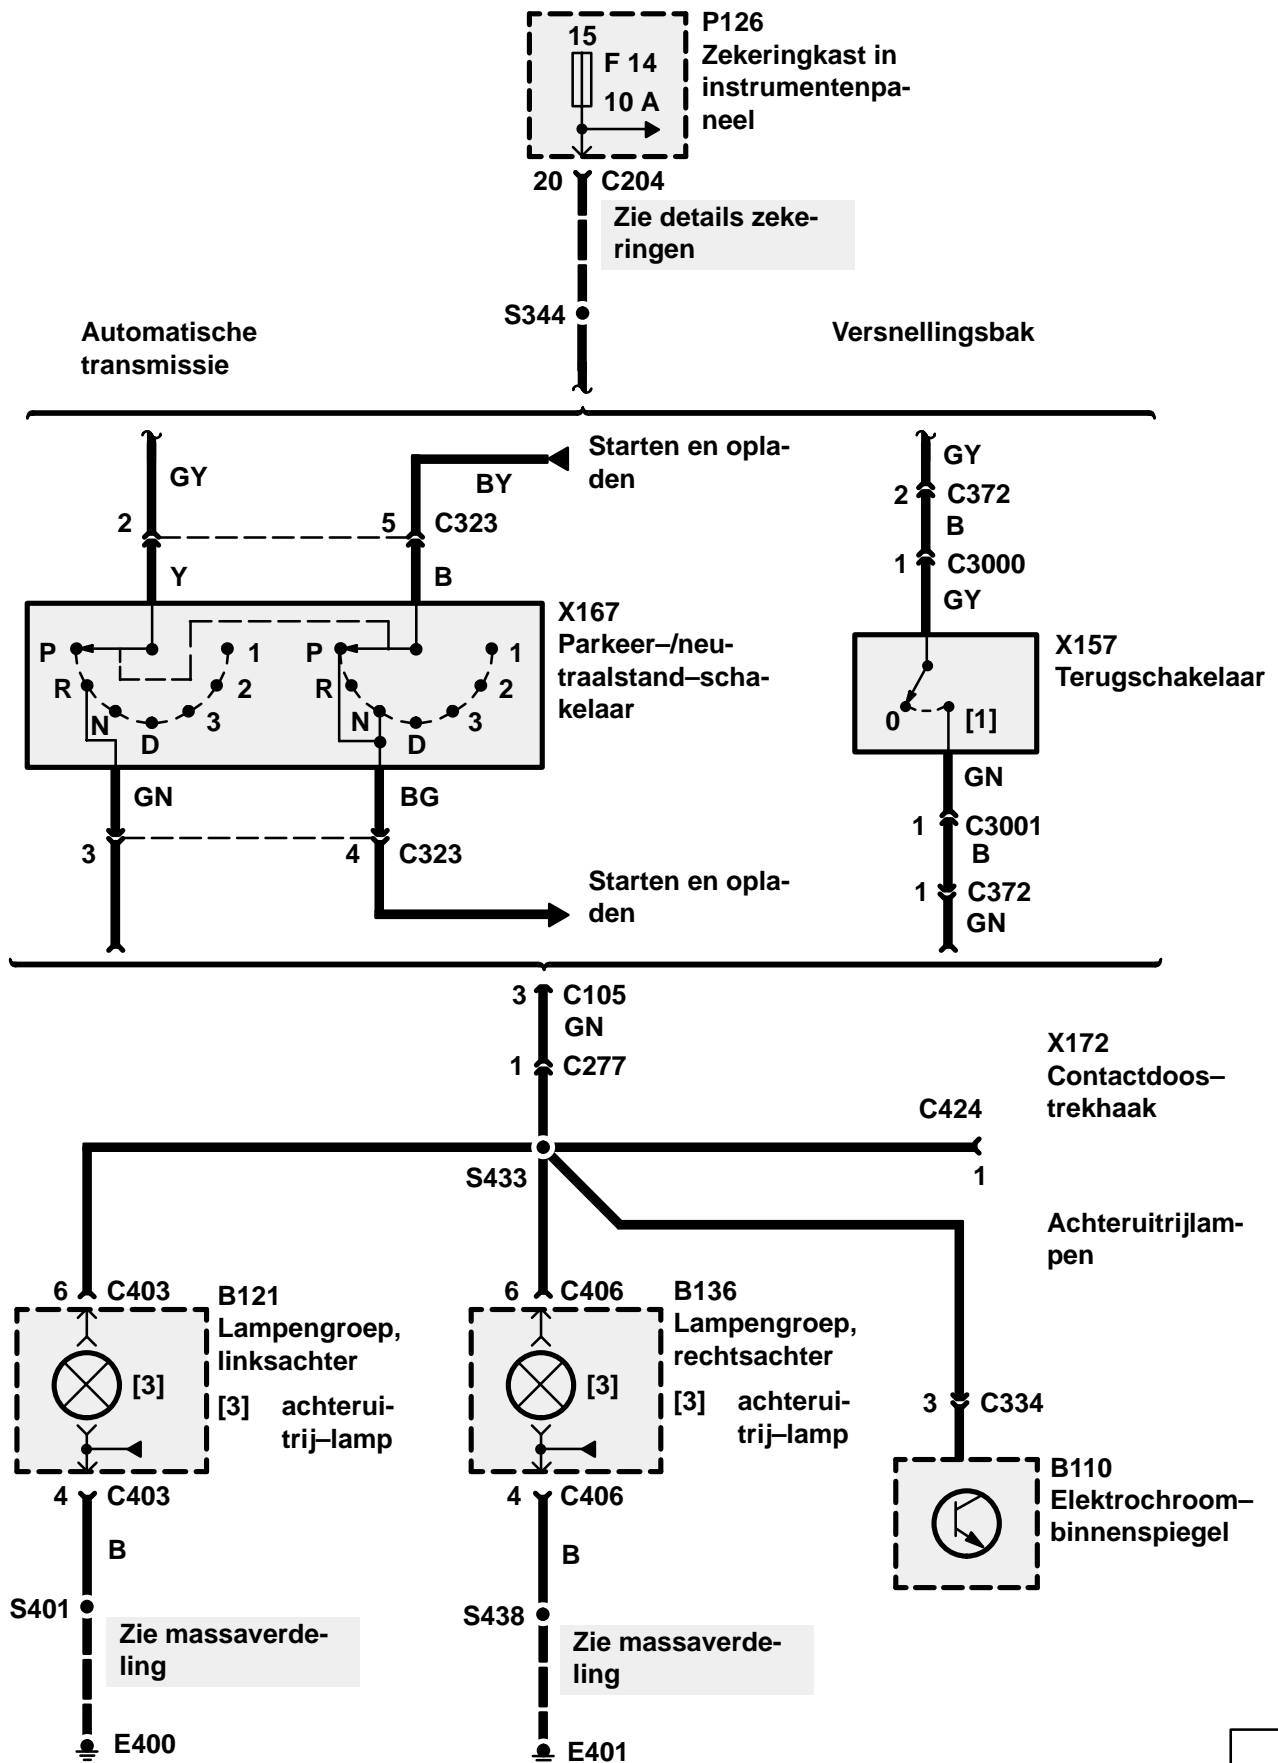 P126
Zekeringkast in
instrumentenpa-
neel
15
F 14
10 A
20 C204
Zie details zeke-
ringen
S344
Automatische
transmissie
Versnellingsbak
GY
BY
Starten en opla-
den
2
5 C323
Y
B
GY
2 C372
B
1 C3000
GY
X167
Parkeer–/neu-
traalstand–scha-
kelaar
P
R
N
D
3
2
1
P
R
N
D
3
2
1
X157
Terugschakelaar
0
[1]
GN
BG
3
4 C323
Starten en opla-
den
GN
1 C3001
B
1 C372
GN
3 C105
GN
1 C277
X172
Contactdoos–
trekhaak
C424
1
S433
Achteruitrijlam-
pen
6 C403
B121
Lampengroep,
linksachter
[3]
[3] achterui-
trij–lamp
4 C403
6 C406
B136
Lampengroep,
rechtsachter
[3]
[3] achterui-
trij–lamp
4 C406
3 C334
B110
Elektrochroom–
binnenspiegel
B
B
S401
Zie massaverde-
ling
S438
Zie massaverde-
ling
E400
E401